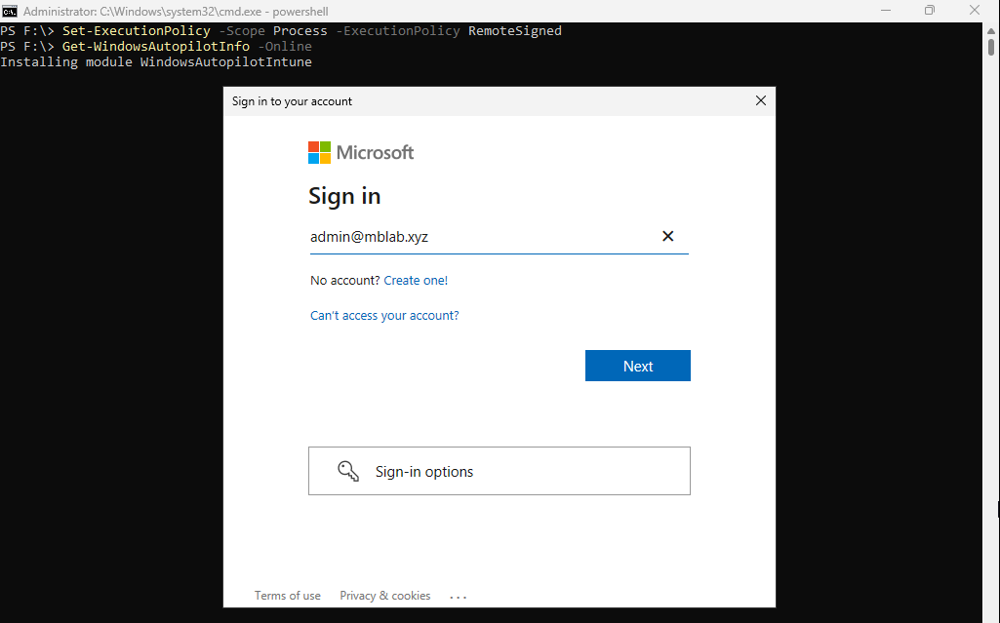 Administrator: C:\Windows\system32\cmd.exe - powershell
PS F:\> Set-ExecutionPolicy -Scope Process -ExecutionPolicy RemoteSigned
PS F:\> Get-WindowsAutopilotInfo -Online
Installing module WindowsAutopilotIntune
Sign in to your account
Microsoft
Sign in
admin@mblab.xyz
No account? Create one!
Can't access your account?
Next
Sign-in options
Terms of use Privacy & cookies ...